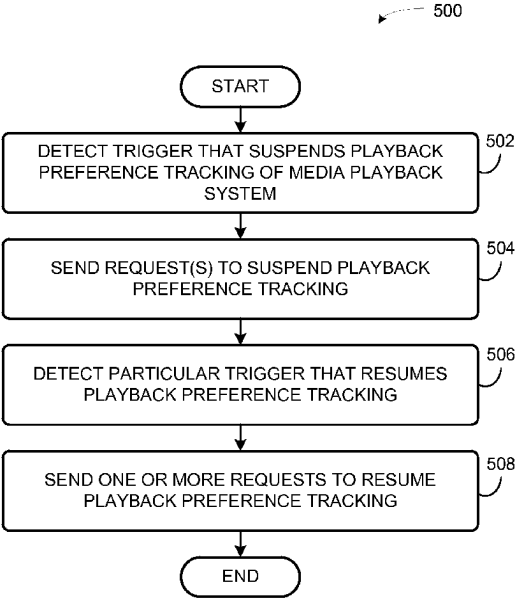 500
START
DETECT TRIGGER THAT SUSPENDS PLAYBACK
PREFERENCE TRACKING OF MEDIA PLAYBACK
SYSTEM
502
SEND REQUEST(S) TO SUSPEND PLAYBACK
PREFERENCE TRACKING
504
DETECT PARTICULAR TRIGGER THAT RESUMES
PLAYBACK PREFERENCE TRACKING
506
SEND ONE OR MORE REQUESTS TO RESUME
PLAYBACK PREFERENCE TRACKING
508
END